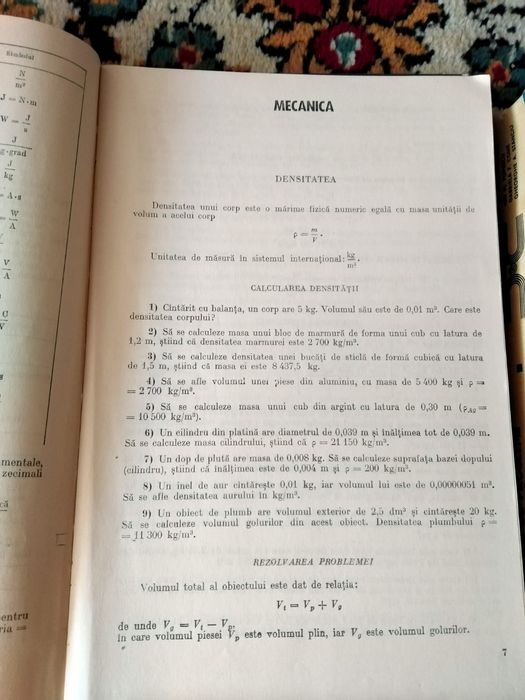 Simbolul
N
m²
J = N·m
W = J
s
J
g·grad
J
kg
= A·s
= W
A
V
A
C
V
mentale,
zecimali
că
pentru
ria =
MECANICA
DENSITATEA
Densitatea unui corp este o mărime fizică numeric egală cu masa unității de
volum a acelui corp
ρ = m/V.
Unitatea de măsură în sistemul internațional: kg/m³.
CALCULAREA DENSITĂȚII
1) Cîntărit cu balanța, un corp are 5 kg. Volumul său este de 0,01 m³. Care este
densitatea corpului?
2) Să se calculeze masa unui bloc de marmură de forma unui cub cu latura de
1,2 m, știind că densitatea marmurei este 2 700 kg/m³.
3) Să se calculeze densitatea unei bucăți de sticlă de formă cubică cu latura
de 1,5 m, știind că masa ei este 8 437,5 kg.
4) Să se afle volumul unei piese din aluminiu, cu masa de 5 400 kg și ρ =
= 2 700 kg/m³.
5) Să se calculeze masa unui cub din argint cu latura de 0,30 m (ρAg =
= 10 500 kg/m³).
6) Un cilindru din platină are diametrul de 0,039 m și înălțimea tot de 0,039 m.
Să se calculeze masa cilindrului, știind că ρ = 21 150 kg/m³.
7) Un dop de plută are masa de 0,008 kg. Să se calculeze suprafața bazei dopului
(cilindru), știind că înălțimea este de 0,004 m și ρ = 200 kg/m³.
8) Un inel de aur cîntărește 0,01 kg, iar volumul lui este de 0,00000051 m³.
Să se afle densitatea aurului în kg/m³.
9) Un obiect de plumb are volumul exterior de 2,5 dm³ și cîntărește 20 kg.
Să se calculeze volumul golurilor din acest obiect. Densitatea plumbului ρ =
= 11 300 kg/m³.
REZOLVAREA PROBLEMEI
Volumul total al obiectului este dat de relația:
Vt = Vp + Vg
de unde Vg = Vt − Vp.
în care volumul piesei Vp este volumul plin, iar Vg este volumul golurilor.
7